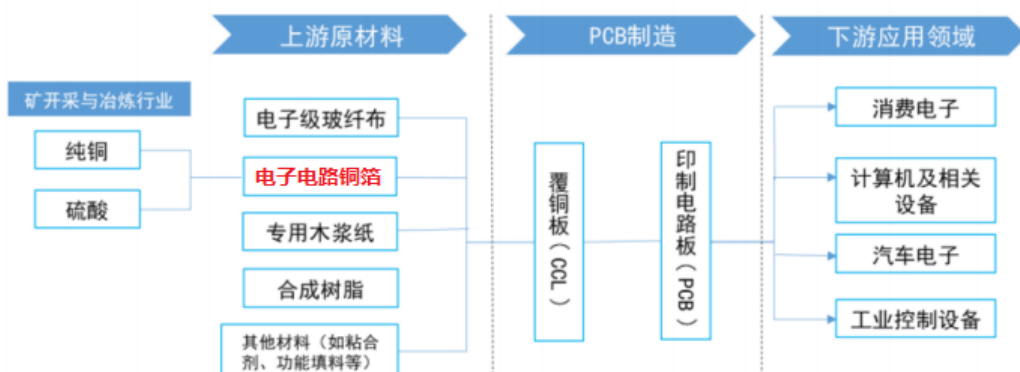 上游原材料
PCB制造
下游应用领域
矿开采与冶炼行业
纯铜
硫酸
电子级玻纤布
电子电路铜箔
专用木浆纸
合成树脂
其他材料（如粘合
剂、功能填料等）
覆铜板（CCL）
印制电路板（PCB）
消费电子
计算机及相关
设备
汽车电子
工业控制设备